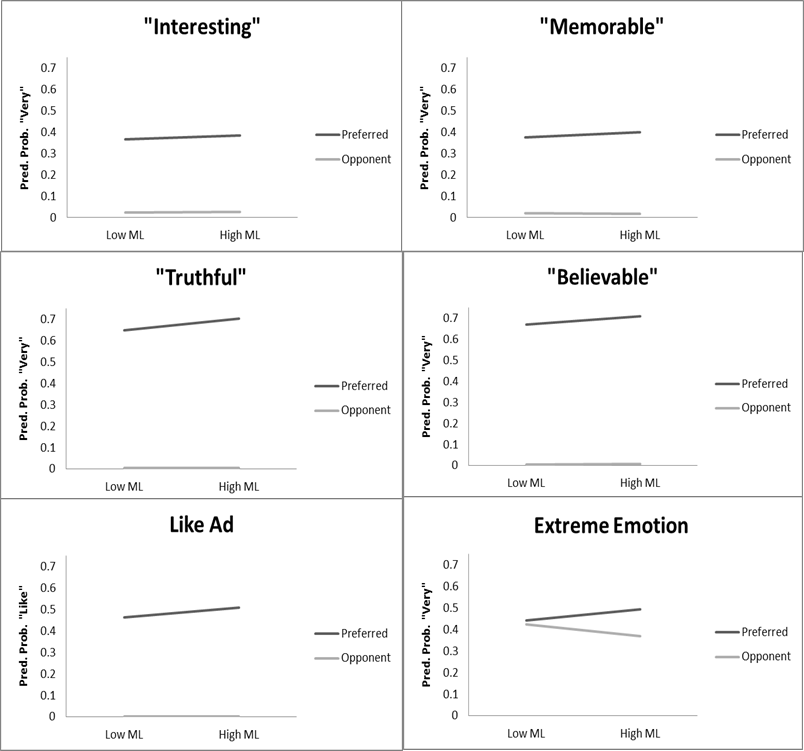 "Interesting"
Pred. Prob. "Very"
0.7
0.6
0.5
0.4
0.3
0.2
0.1
0
Low ML
High ML
Preferred
Opponent
"Memorable"
Pred. Prob. "Very"
0.7
0.6
0.5
0.4
0.3
0.2
0.1
0
Low ML
High ML
Preferred
Opponent
"Truthful"
Pred. Prob. "Very"
0.7
0.6
0.5
0.4
0.3
0.2
0.1
0
Low ML
High ML
Preferred
Opponent
"Believable"
Pred. Prob. "Very"
0.7
0.6
0.5
0.4
0.3
0.2
0.1
0
Low ML
High ML
Preferred
Opponent
Like Ad
Pred. Prob. "Like"
0.7
0.6
0.5
0.4
0.3
0.2
0.1
0
Low ML
High ML
Preferred
Opponent
Extreme Emotion
Pred. Prob. "Very"
0.7
0.6
0.5
0.4
0.3
0.2
0.1
0
Low ML
High ML
Preferred
Opponent